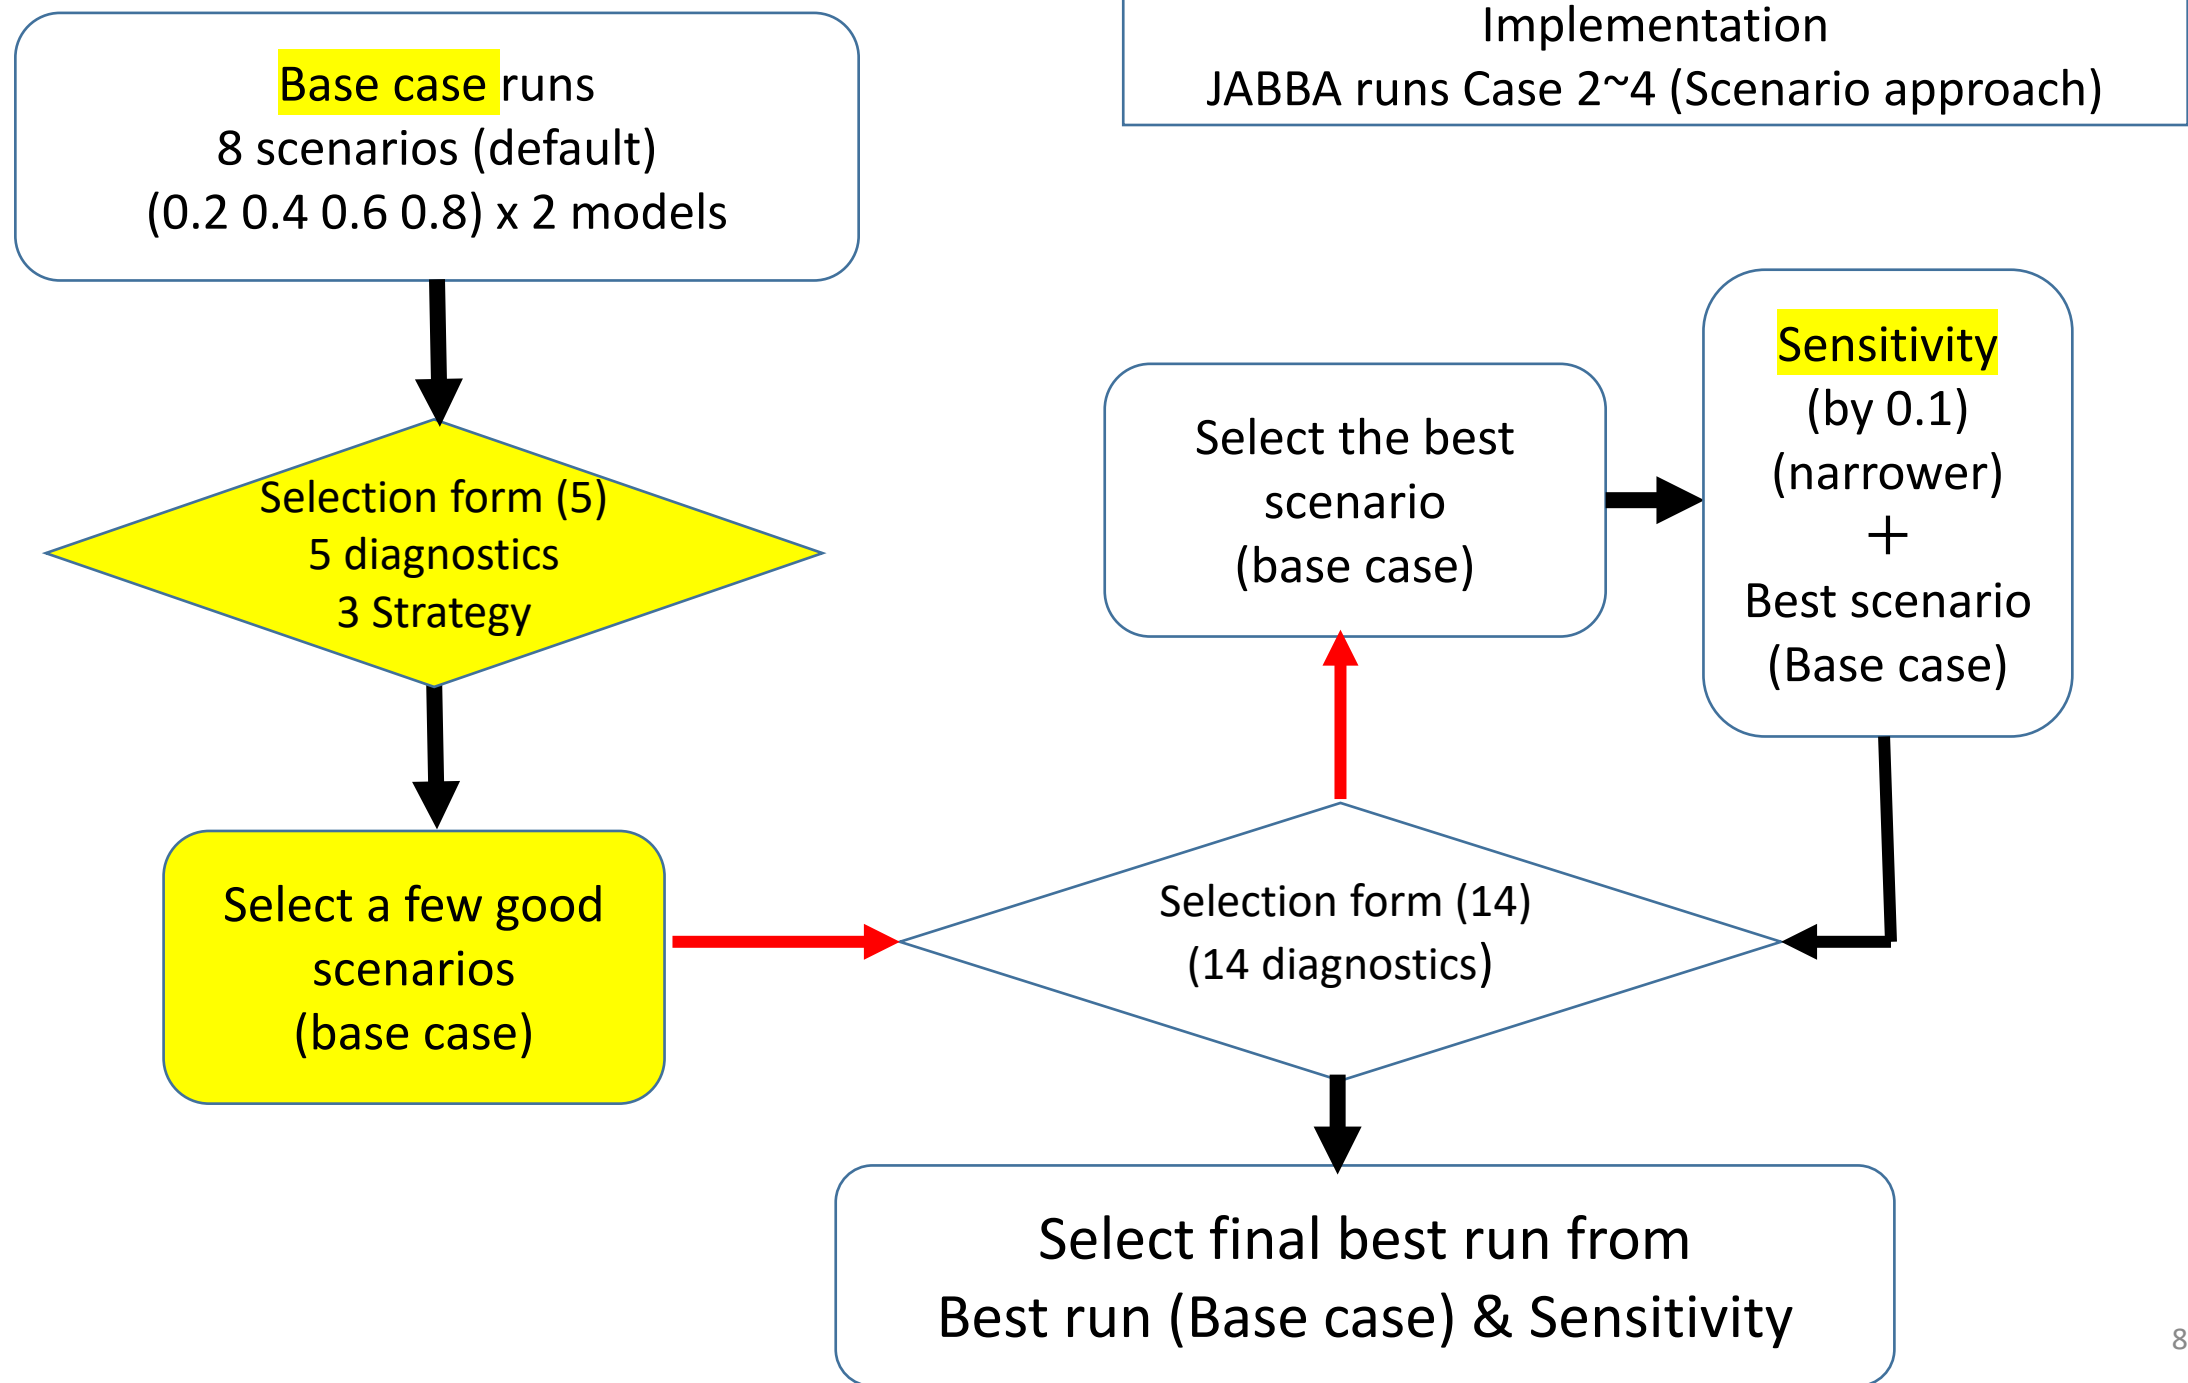 Implementation
JABBA runs Case 2~4 (Scenario approach)
Base case runs
8 scenarios (default)
(0.2 0.4 0.6 0.8) x 2 models
Selection form (5)
5 diagnostics
3 Strategy
Select a few good
scenarios
(base case)
Selection form (14)
(14 diagnostics)
Select the best
scenario
(base case)
Sensitivity
(by 0.1)
(narrower)
+
Best scenario
(Base case)
Select final best run from
Best run (Base case) & Sensitivity
8